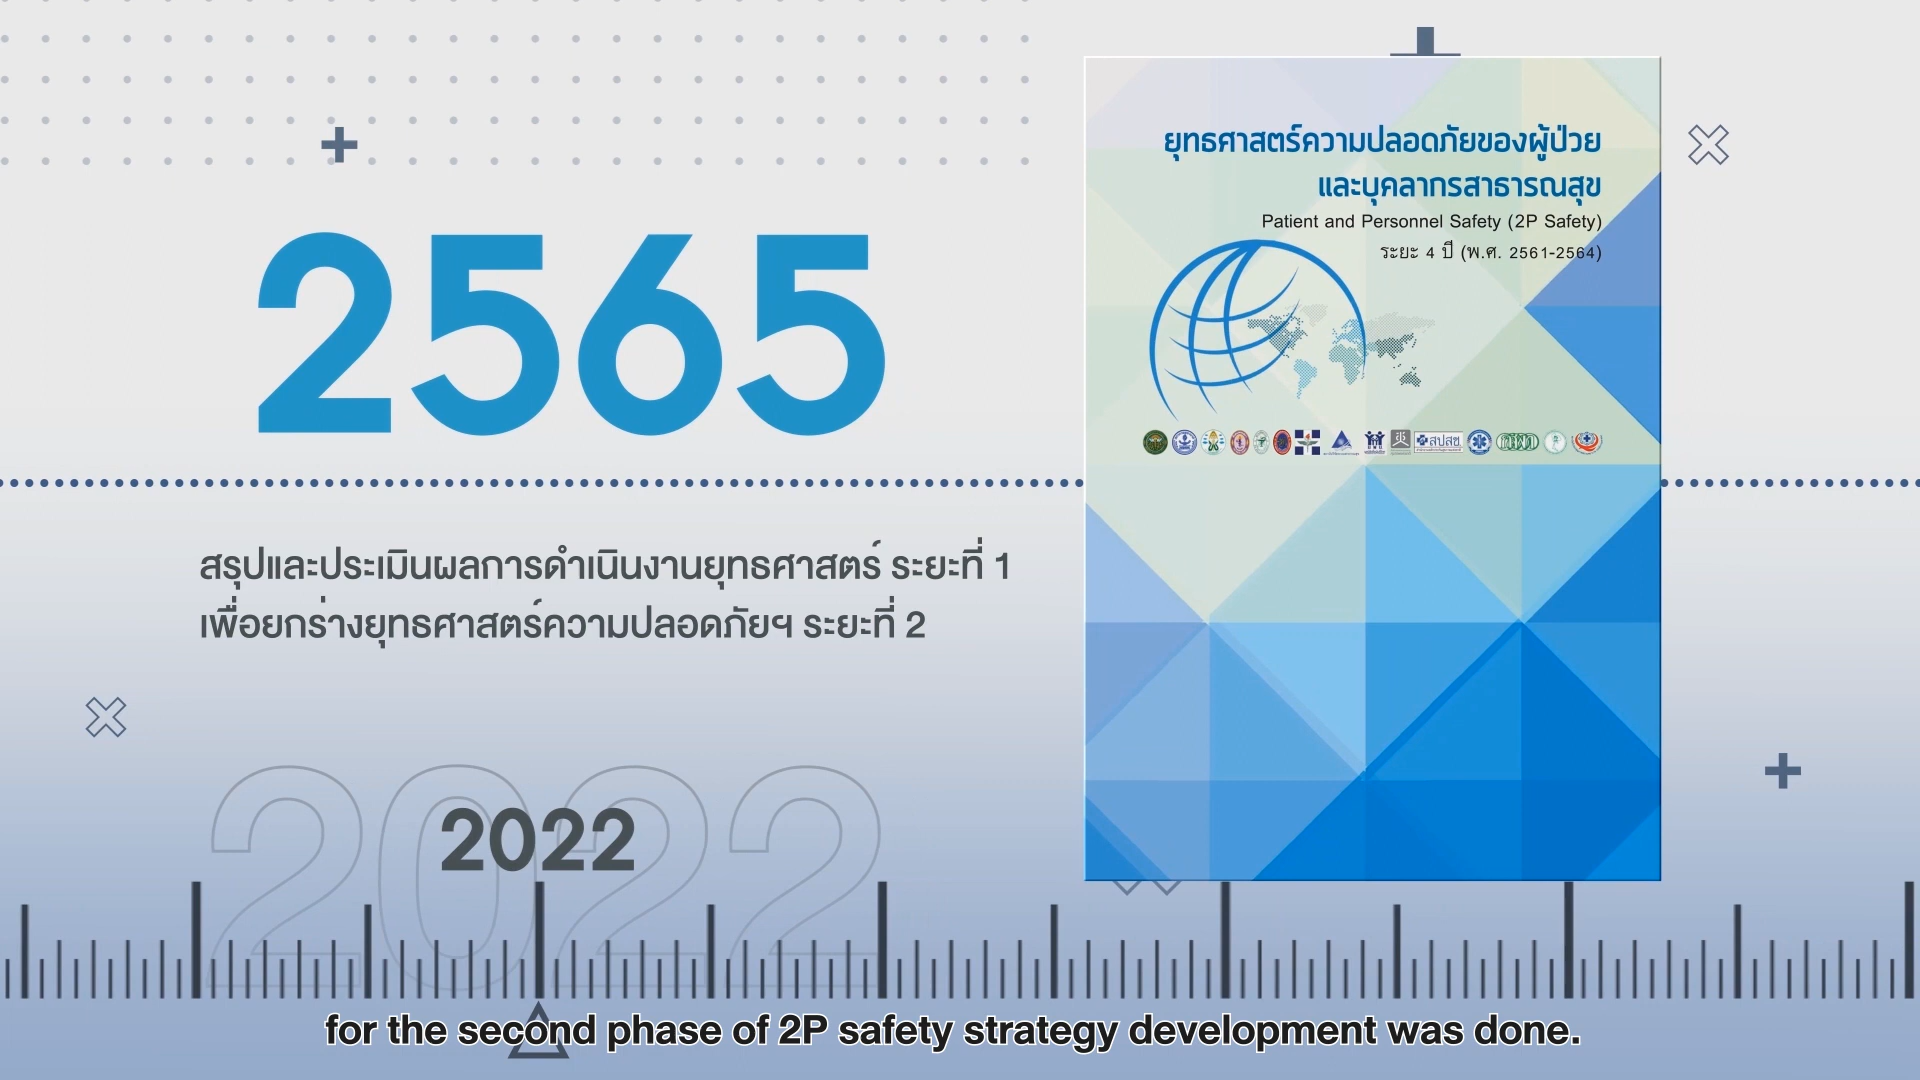 2565
สรุปและประเมินผลการดำเนินงานยุทธศาสตร์ ระยะที่ 1
เพื่อยกร่างยุทธศาสตร์ความปลอดภัยฯ ระยะที่ 2
2022
2022
ยุทธศาสตร์ความปลอดภัยของผู้ป่วย
และบุคลากรสาธารณสุข
Patient and Personnel Safety (2P Safety)
ระยะ 4 ปี (พ.ศ. 2561-2564)
สปสช
for the second phase of 2P safety strategy development was done.